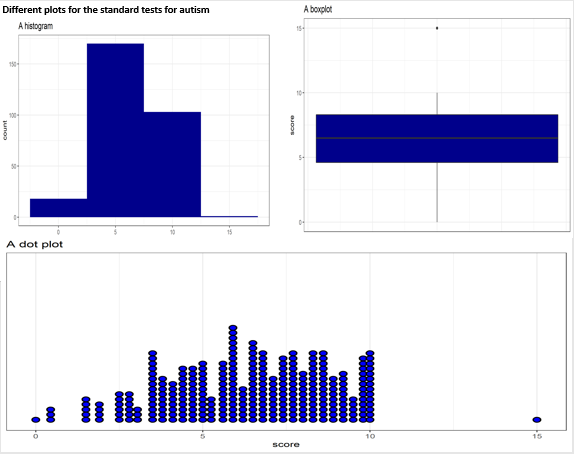 Different plots for the standard tests for autism
A histogram
150
100
50
0
count
0 5 10 15
A boxplot
15
10
5
0
score
A dot plot
0 5 10 15
score